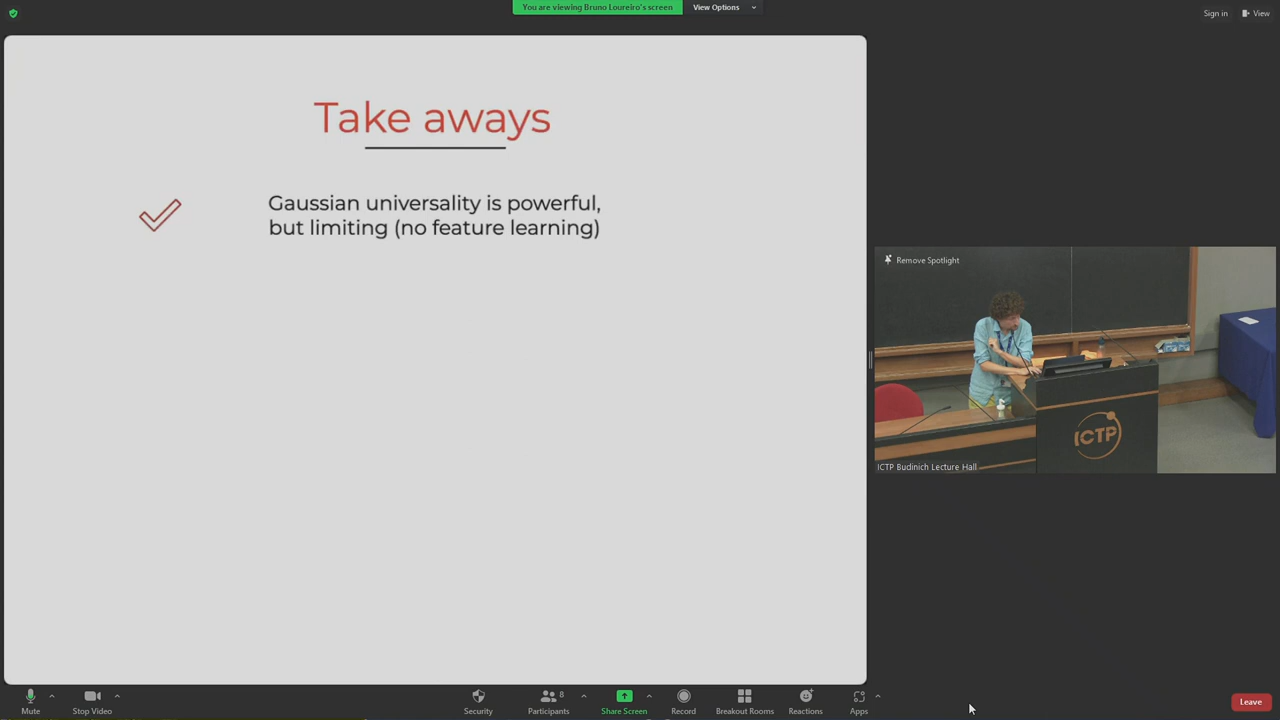 You are viewing Bruno Loureiro's screen
View Options
Sign in
View
Take aways
Gaussian universality is powerful,
but limiting (no feature learning)
Remove Spotlight
ICTP
ICTP Budinich Lecture Hall
Mute
Stop Video
Security
Participants
8
Share Screen
Record
Breakout Rooms
Reactions
Apps
Leave